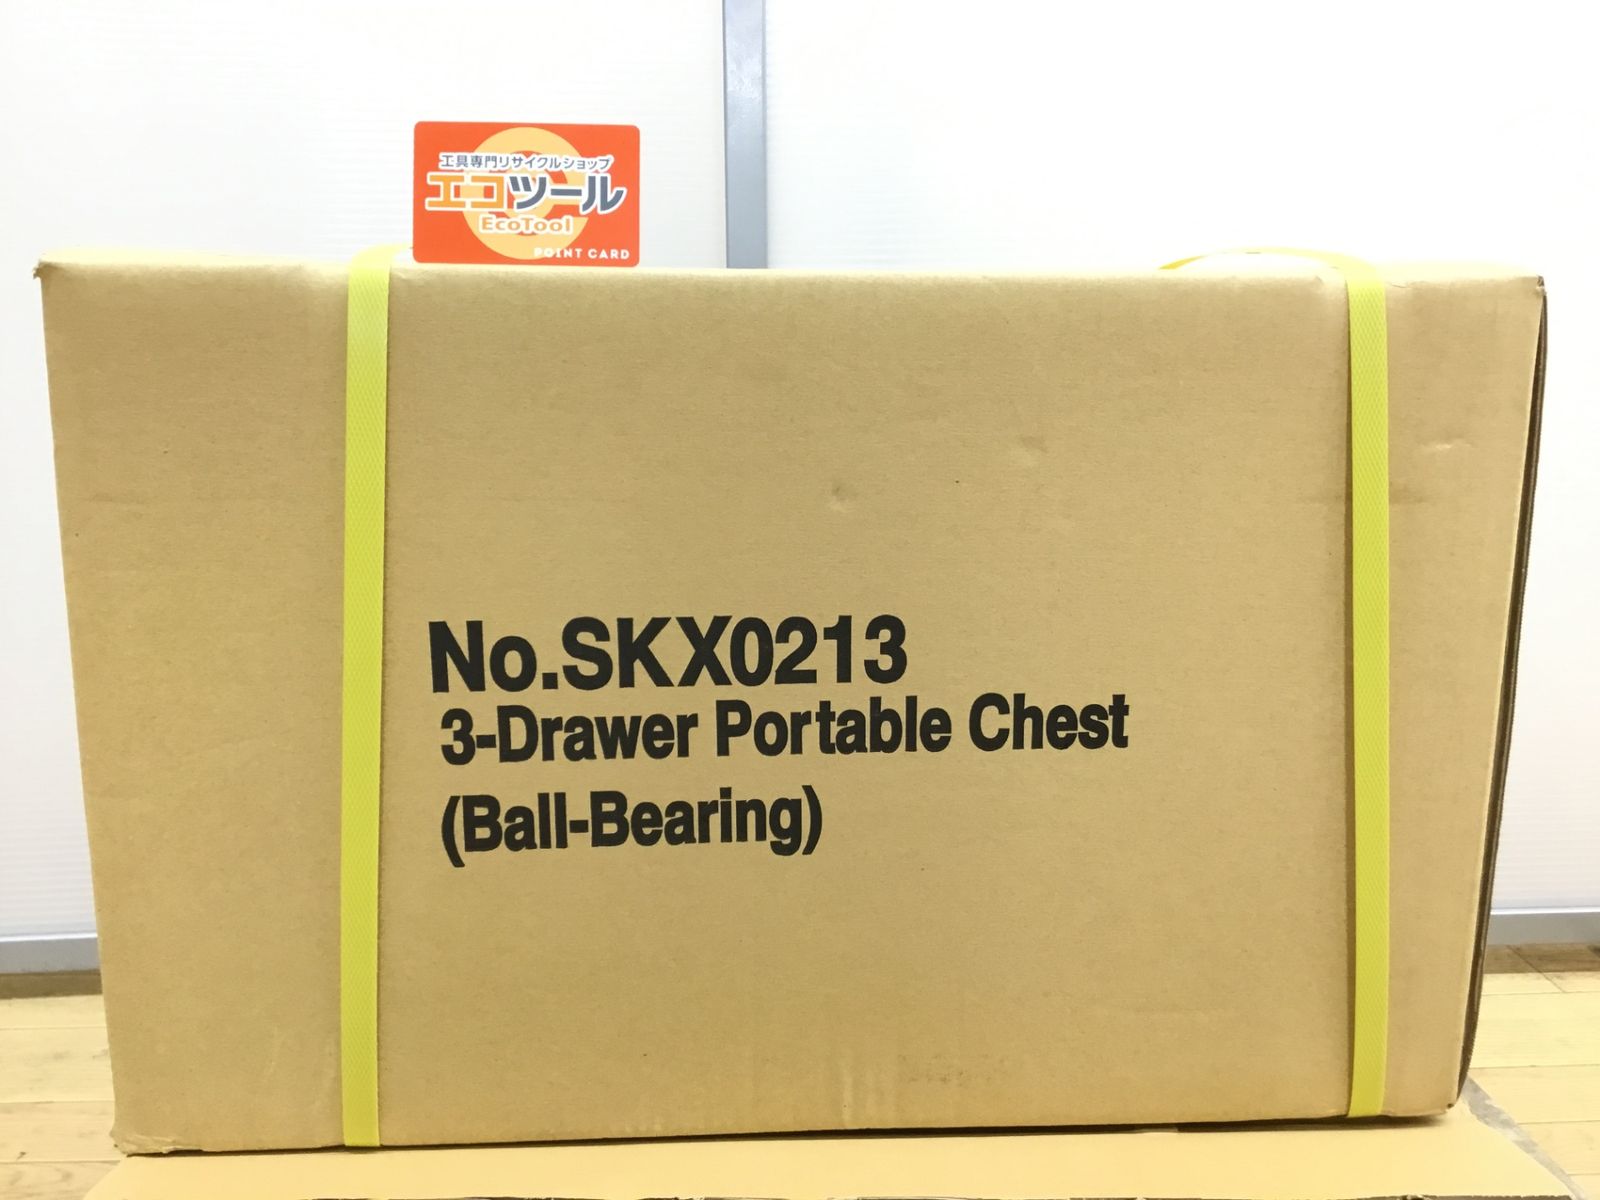 工具専門リサイクルショップ
エコツール
EcoTool
POINT CARD
No.SKX0213
3-Drawer Portable Chest
(Ball-Bearing)